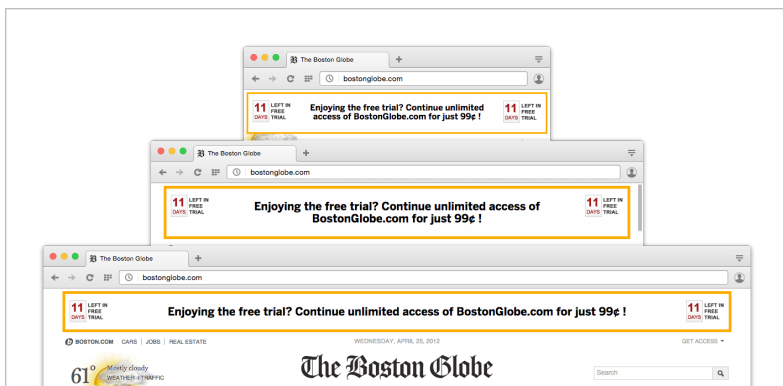 The Boston Globe
bostonglobe.com
11 DAYS
LEFT IN
FREE
TRIAL
Enjoying the free trial? Continue unlimited
access of BostonGlobe.com for just 99¢ !
11 DAYS
LEFT IN
FREE
TRIAL
The Boston Globe
bostonglobe.com
11 DAYS
LEFT IN
FREE
TRIAL
Enjoying the free trial? Continue unlimited access of
BostonGlobe.com for just 99¢ !
11 DAYS
LEFT IN
FREE
TRIAL
The Boston Globe
bostonglobe.com
11 DAYS
LEFT IN
FREE
TRIAL
Enjoying the free trial? Continue unlimited access of BostonGlobe.com for just 99¢ !
11 DAYS
LEFT IN
FREE
TRIAL
b BOSTON.COM CARS | JOBS | REAL ESTATE
WEDNESDAY, APRIL 25, 2012
GET ACCESS
61°
Mostly cloudy
WEATHER | TRAFFIC
The Boston Globe
Search